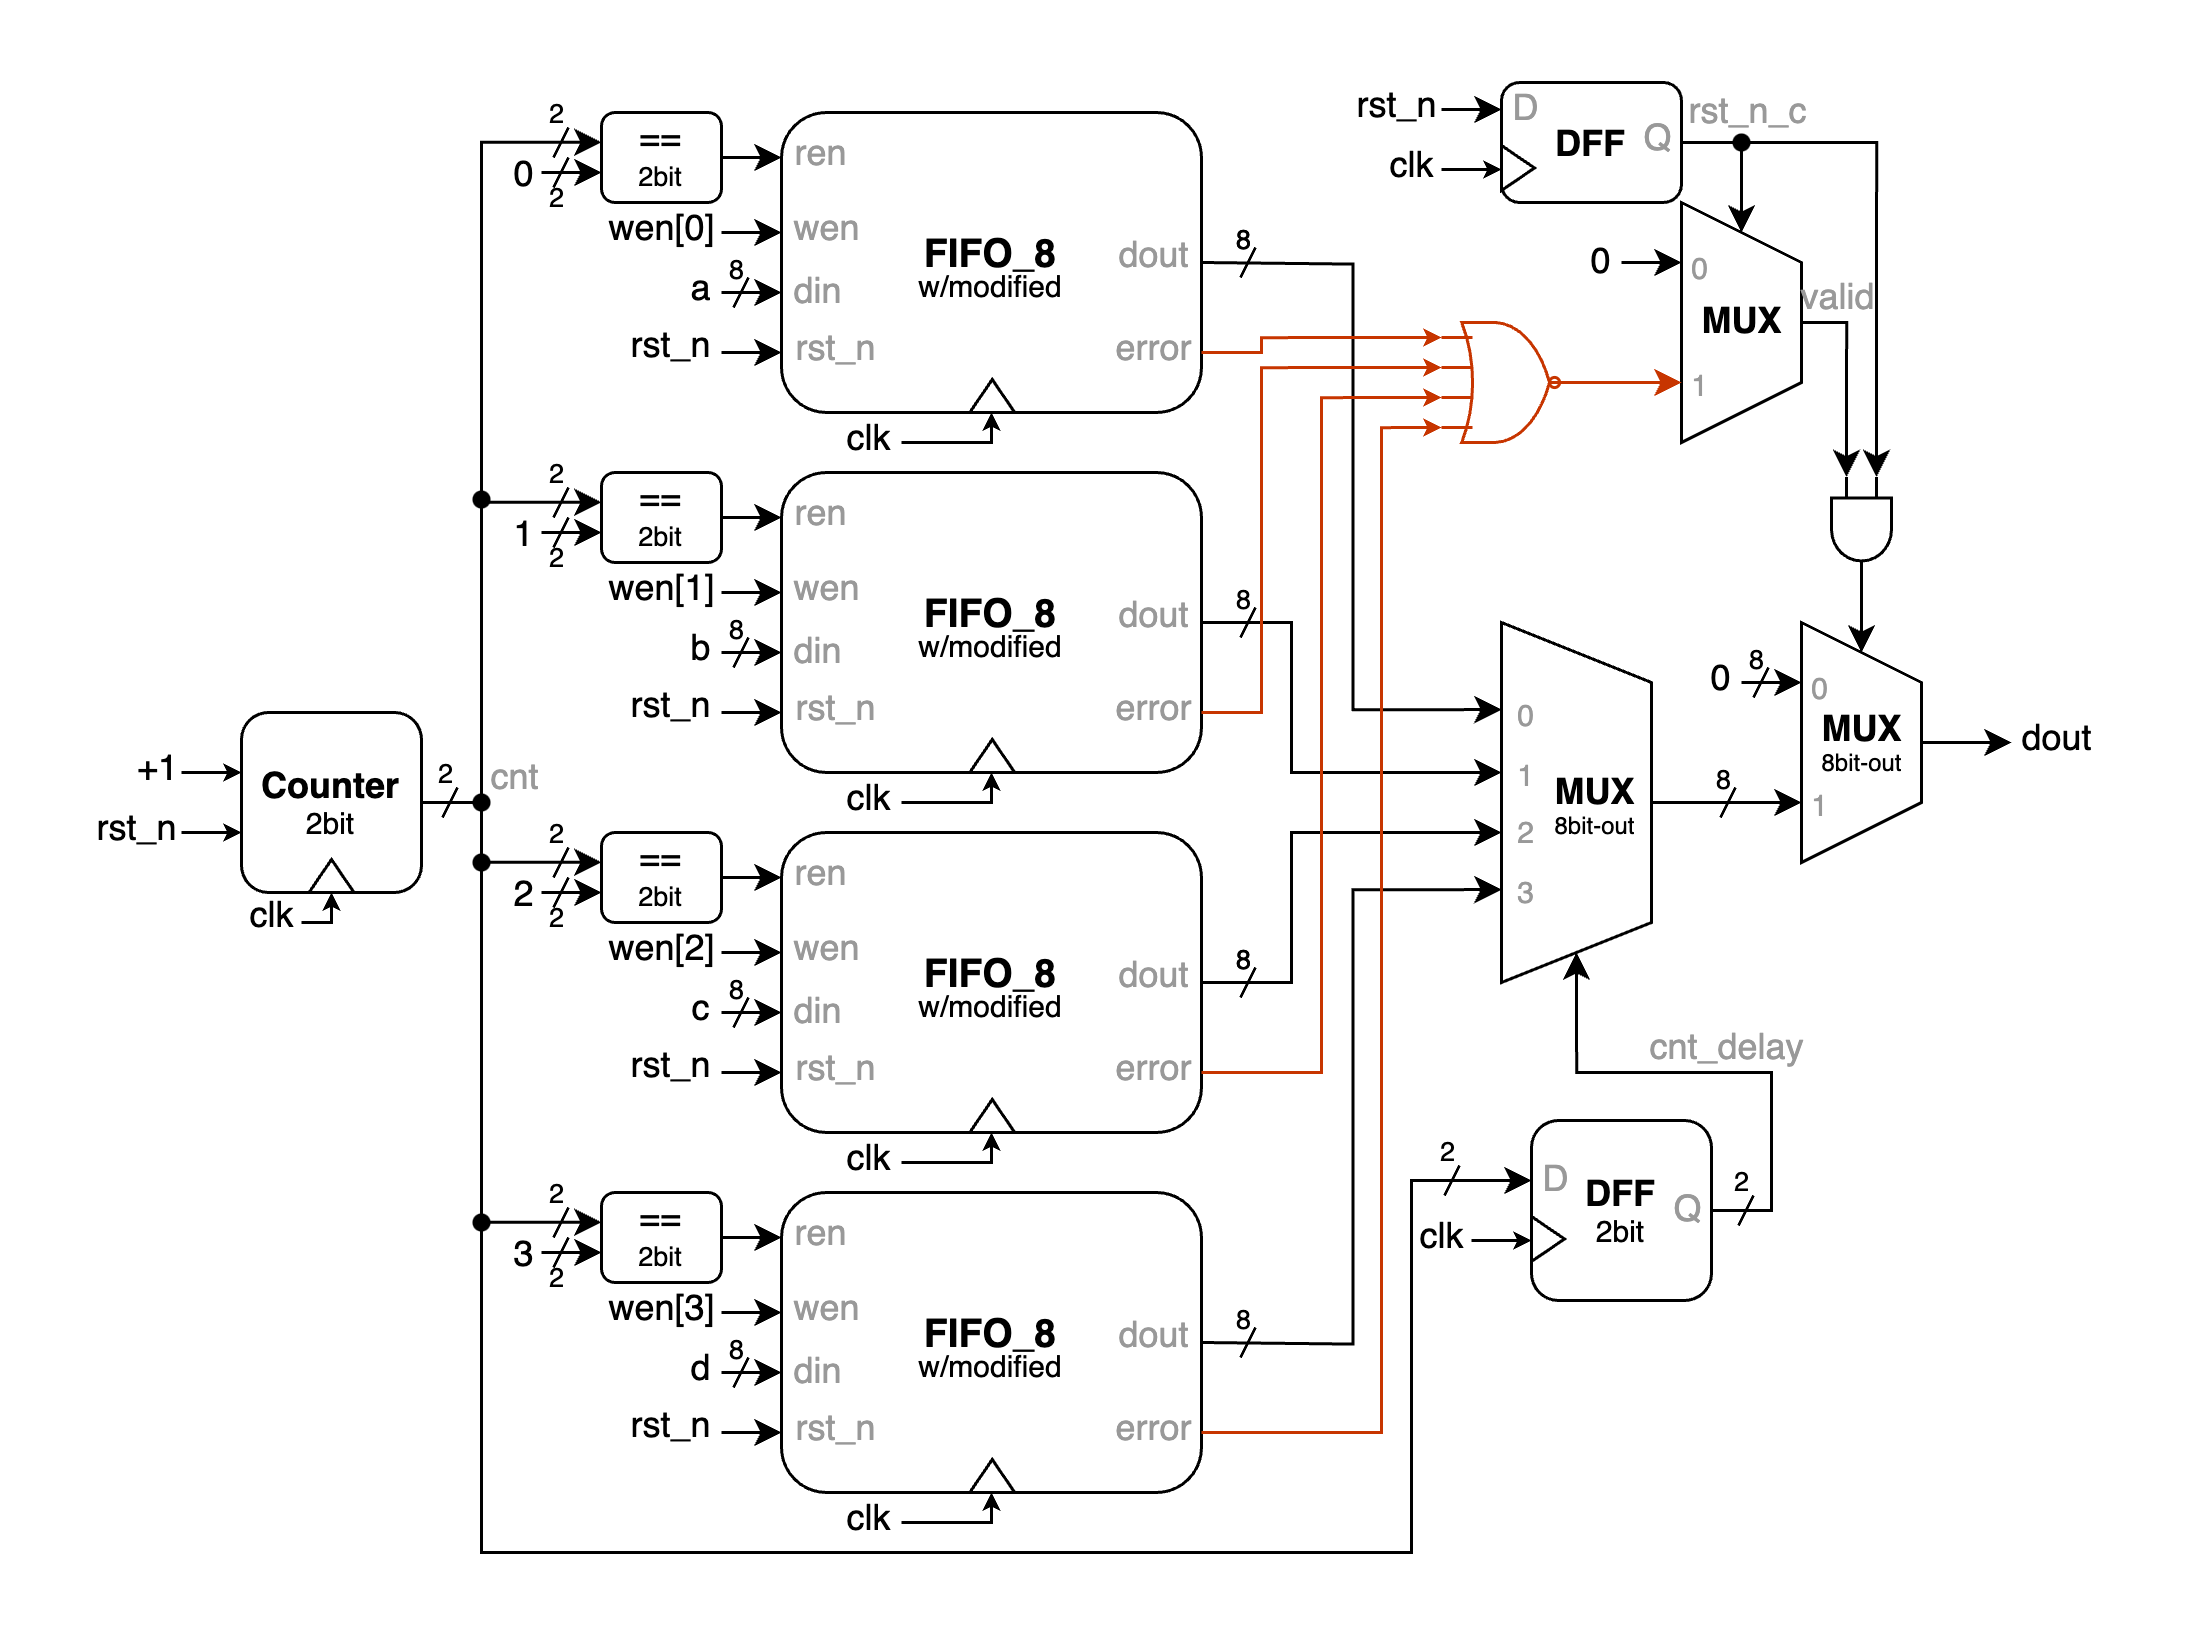 +1
rst_n
Counter
2bit
clk
2
cnt
2
0
2
==
2bit
wen[0]
8
a
rst_n
ren
wen
din
rst_n
FIFO_8
w/modified
dout
error
clk
8
2
1
2
==
2bit
wen[1]
8
b
rst_n
ren
wen
din
rst_n
FIFO_8
w/modified
dout
error
clk
8
2
2
2
==
2bit
wen[2]
8
c
rst_n
ren
wen
din
rst_n
FIFO_8
w/modified
dout
error
clk
8
2
3
2
==
2bit
wen[3]
8
d
rst_n
ren
wen
din
rst_n
FIFO_8
w/modified
dout
error
clk
8
rst_n
clk
D
DFF
Q
rst_n_c
0
0
MUX
1
valid
0
1
2
3
MUX
8bit-out
8
0
8
0
MUX
8bit-out
1
dout
cnt_delay
2
D
clk
DFF
2bit
Q
2